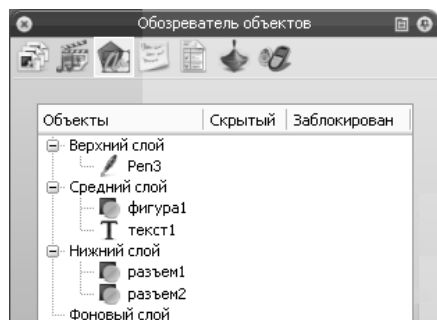 Обозреватель объектов
Объекты Скрытый Заблокирован
Верхний слой
Pen3
Средний слой
фигура1
текст1
Нижний слой
разъем1
разъем2
Фоновый слой